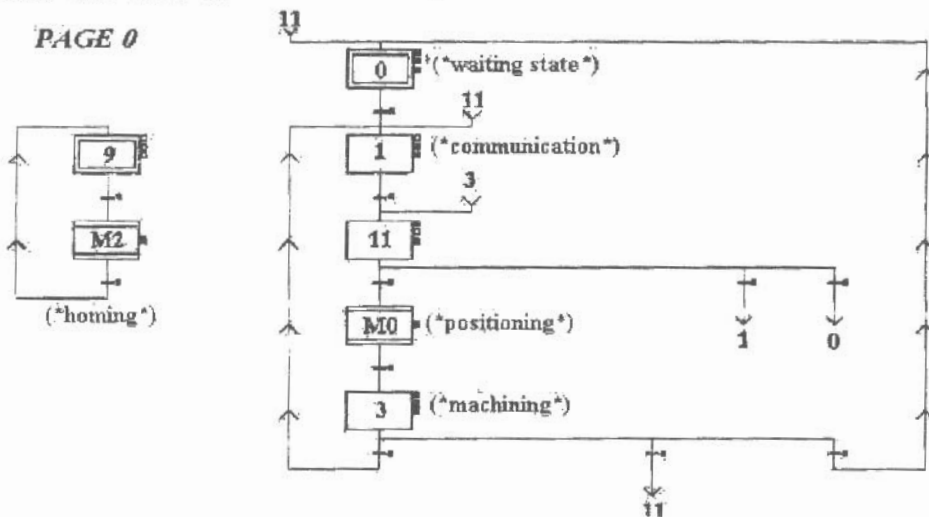 PAGE 0
11
0 (*waiting state*)
11
9
1 (*communication*)
3
M2
11
(*homing*)
M0 (*positioning*)
1 0
3 (*machining*)
11